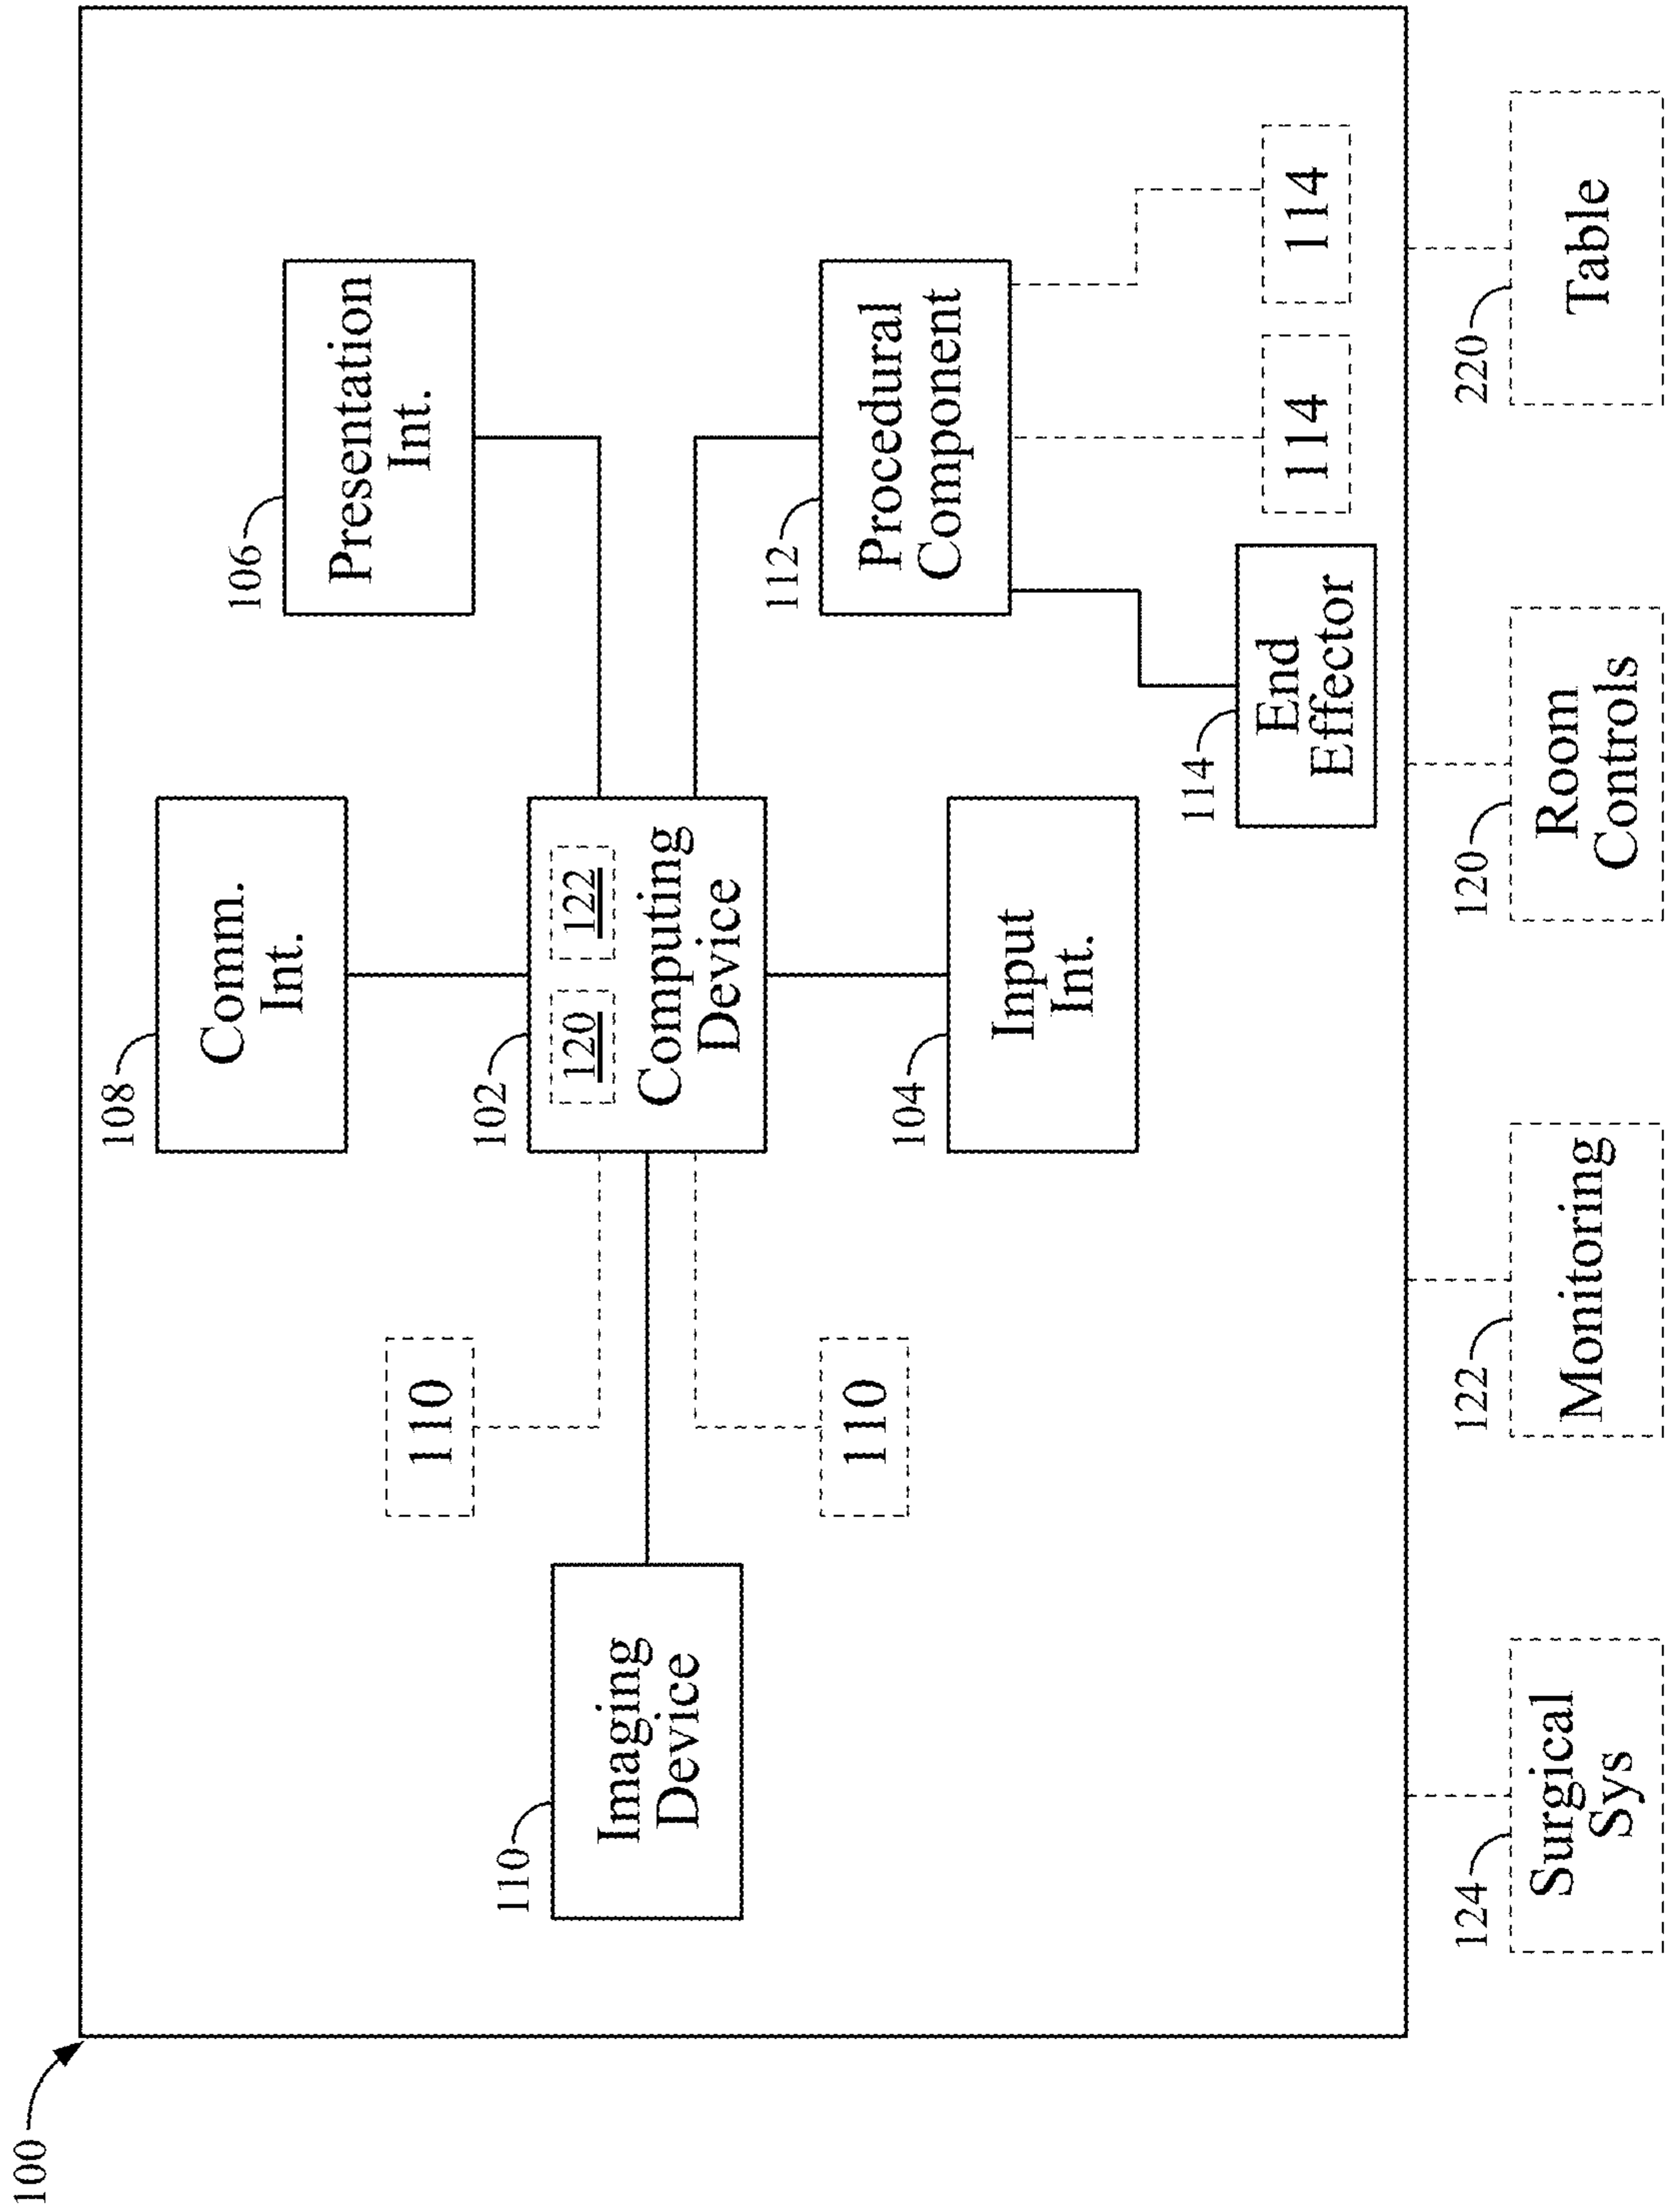 100
108
Comm.
Int.
106
Presentation
Int.
110
110
Imaging
Device
102
120
122
Computing
Device
110
104
Input
Int.
112
Procedural
Component
114
End
Effector
114
114
124
Surgical
Sys
122
Monitoring
120
Room
Controls
220
Table